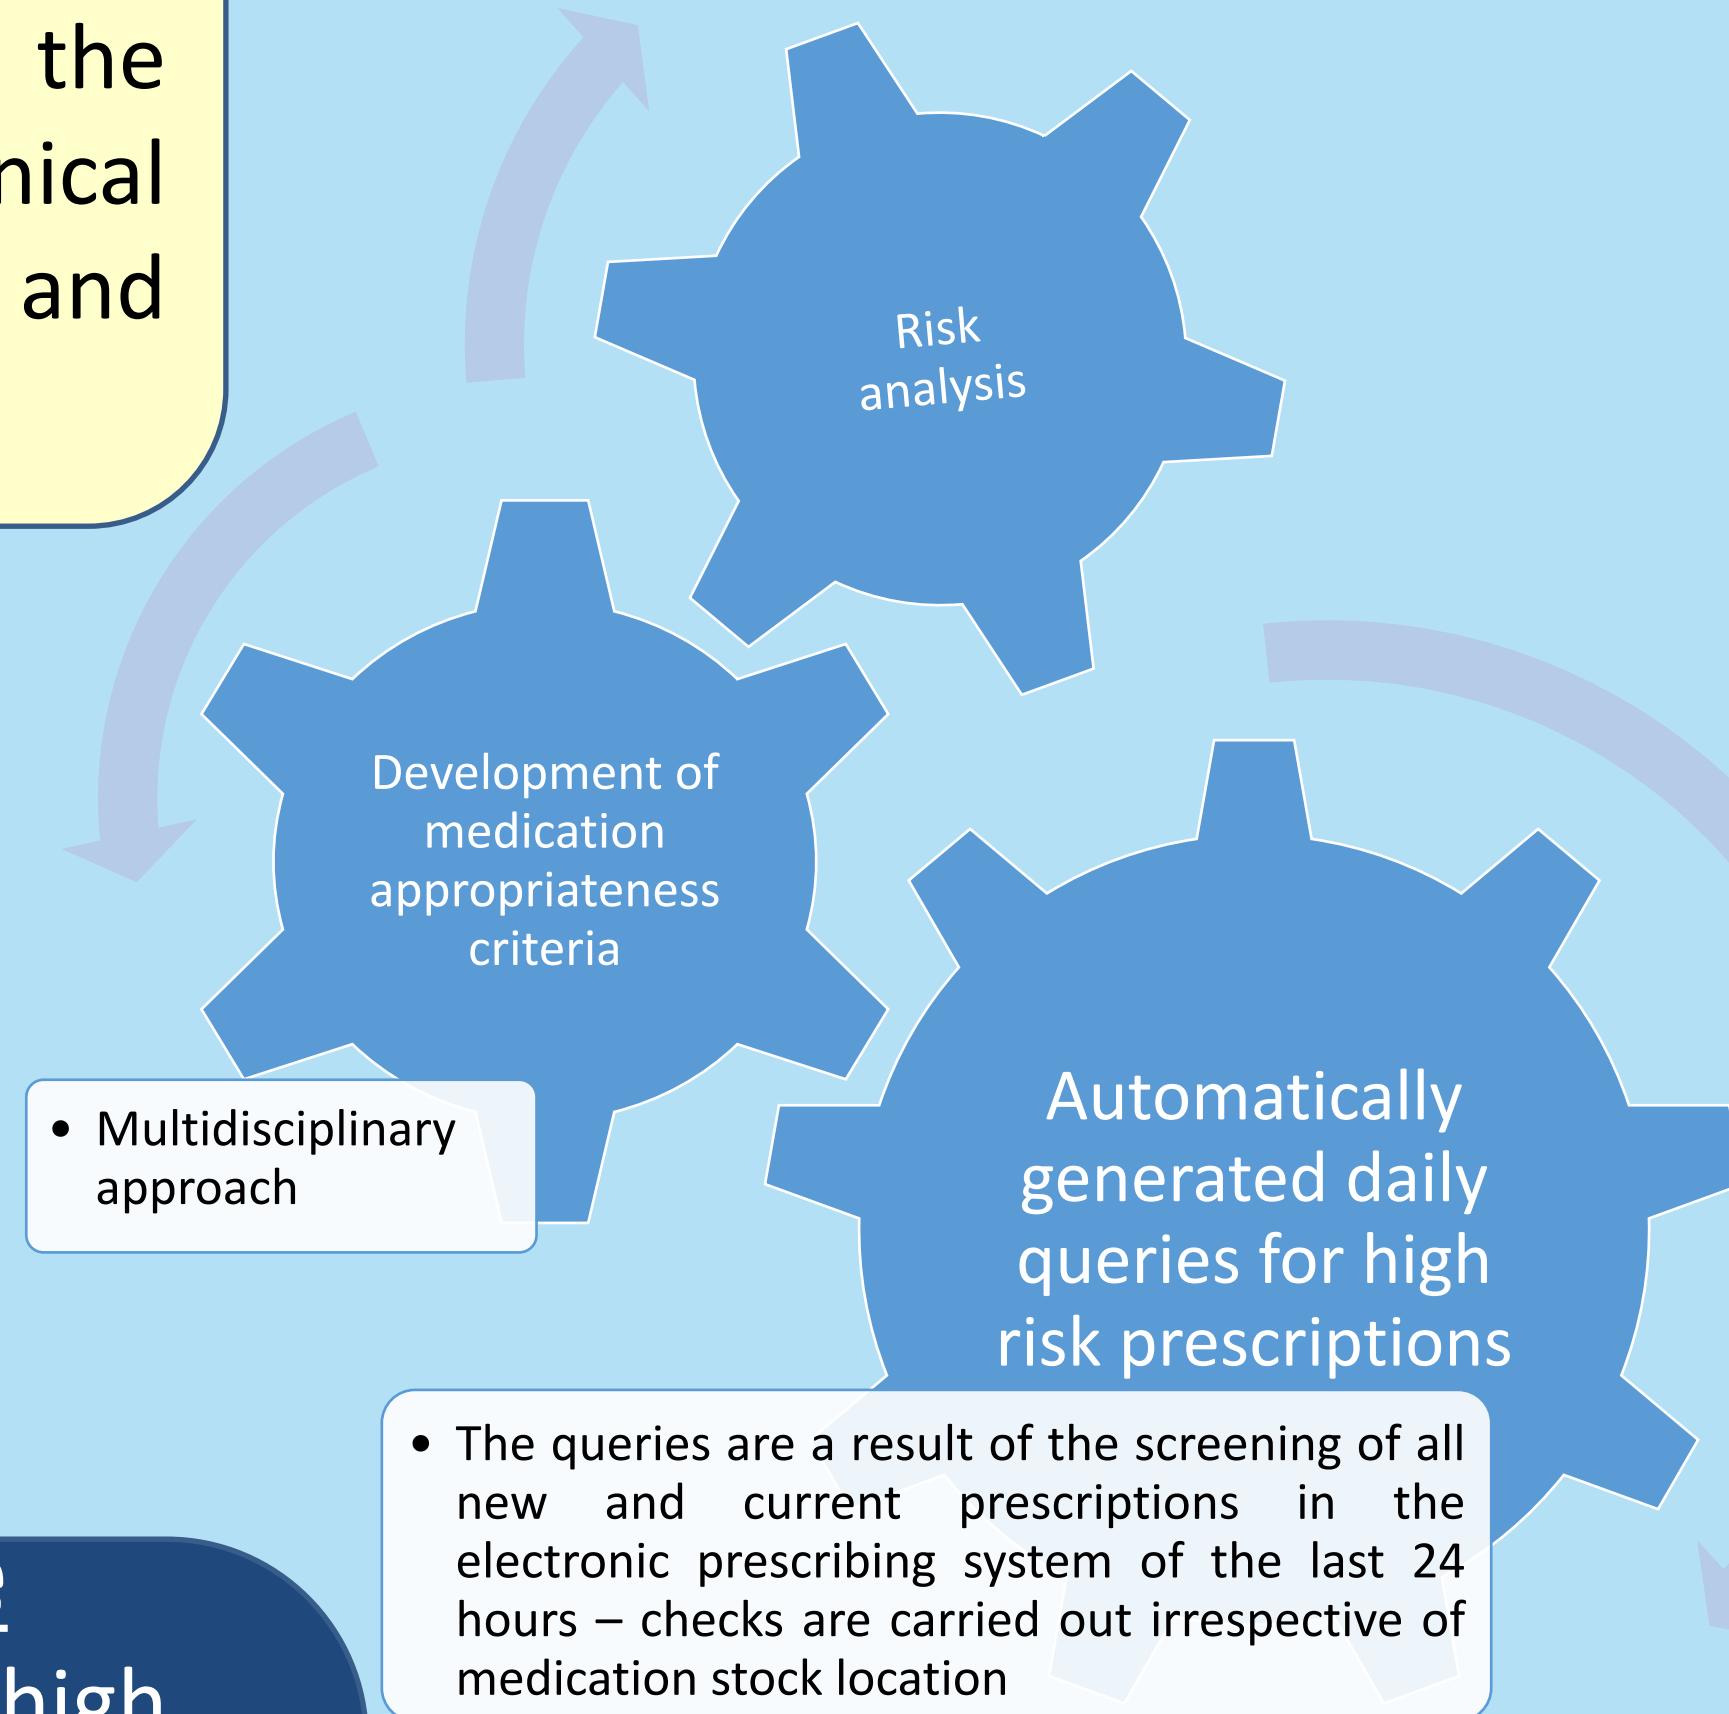 the
nical
and
Risk
analysis
Development of
medication
appropriateness
criteria
• Multidisciplinary
approach
Automatically
generated daily
queries for high
risk prescriptions
• The queries are a result of the screening of all
new and current prescriptions in the
electronic prescribing system of the last 24
hours – checks are carried out irrespective of
medication stock location
high